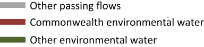 Other passing flows
Commonwealth environmental water
Other environmental water